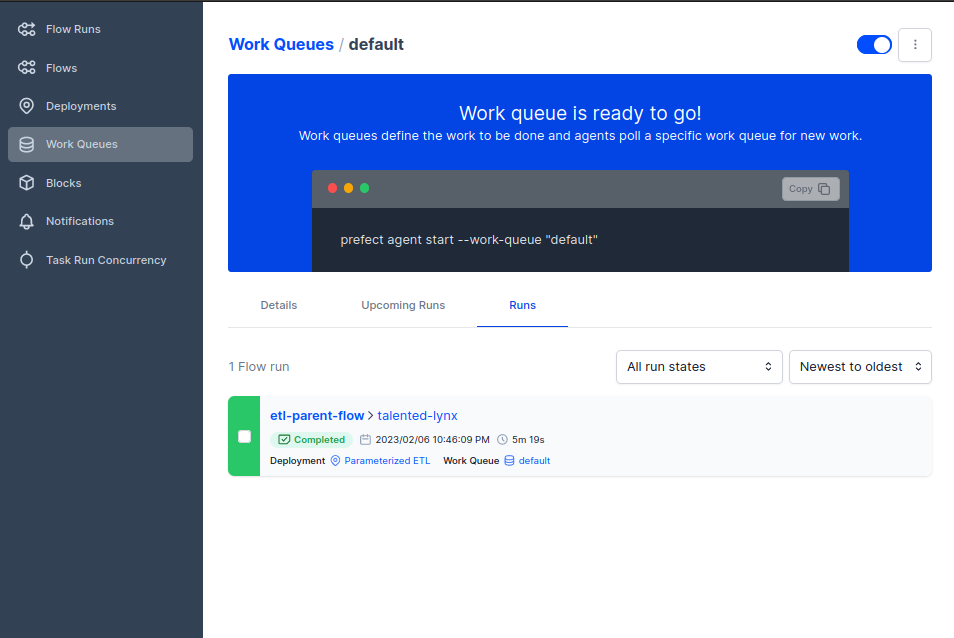 Flow Runs
Flows
Deployments
Work Queues
Blocks
Notifications
Task Run Concurrency
Work Queues / default
Work queue is ready to go!
Work queues define the work to be done and agents poll a specific work queue for new work.
Copy
prefect agent start --work-queue "default"
Details Upcoming Runs Runs
1 Flow run All run states Newest to oldest
etl-parent-flow > talented-lynx
Completed 2023/02/06 10:46:09 PM 5m 19s
Deployment Parameterized ETL Work Queue default